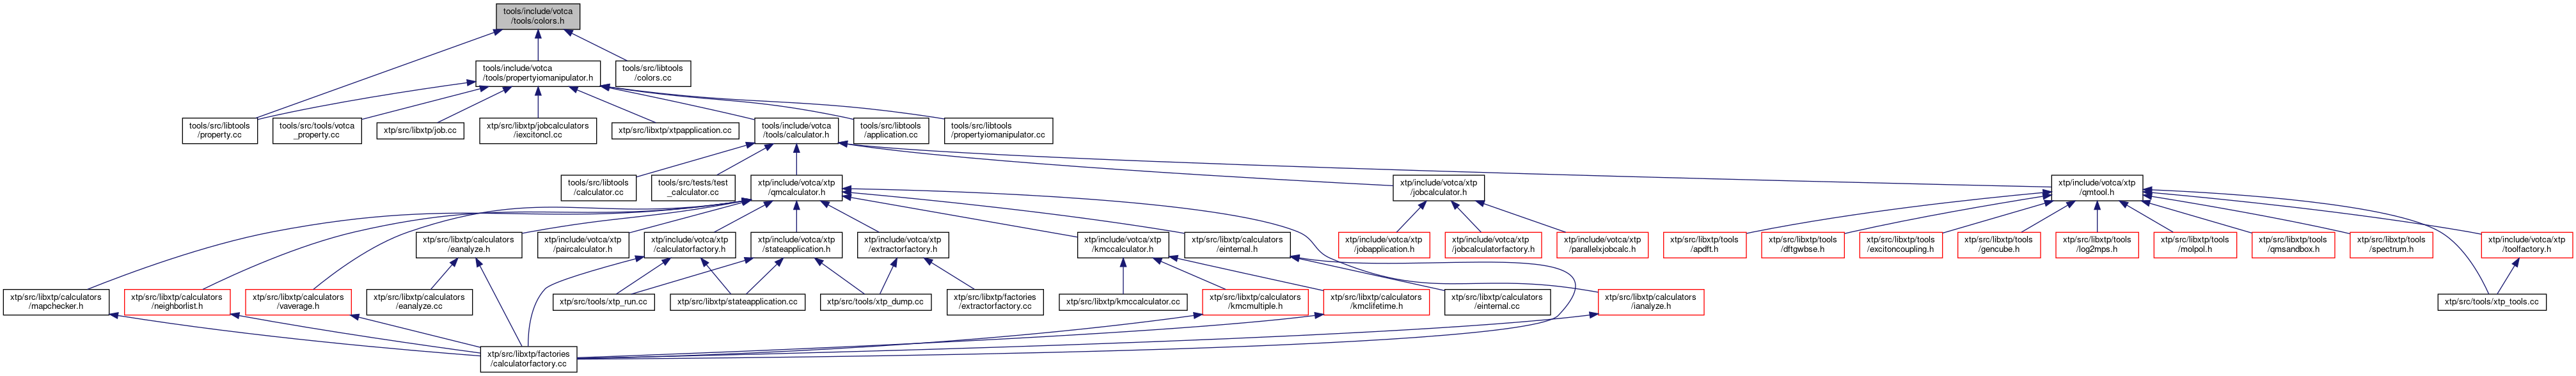 tools/include/votca
/tools/colors.h
tools/include/votca
/tools/propertyiomanipulator.h
tools/src/libtools
/colors.cc
tools/src/libtools
/property.cc
tools/src/tools/votca
_property.cc
xtp/src/libxtp/job.cc
xtp/src/libxtp/jobcalculators
/iexcitoncl.cc
xtp/src/libxtp/xtpapplication.cc
tools/include/votca
/tools/calculator.h
tools/src/libtools
/application.cc
tools/src/libtools
/propertyiomanipulator.cc
tools/src/libtools
/calculator.cc
tools/src/tests/test
_calculator.cc
xtp/include/votca/xtp
/qmcalculator.h
xtp/include/votca/xtp
/jobcalculator.h
xtp/include/votca/xtp
/qmtool.h
xtp/src/libxtp/calculators
/eanalyze.h
xtp/include/votca/xtp
/paircalculator.h
xtp/include/votca/xtp
/calculatorfactory.h
xtp/include/votca/xtp
/stateapplication.h
xtp/include/votca/xtp
/extractorfactory.h
xtp/include/votca/xtp
/kmccalculator.h
xtp/src/libxtp/calculators
/einternal.h
xtp/include/votca/xtp
/jobapplication.h
xtp/include/votca/xtp
/jobcalculatorfactory.h
xtp/include/votca/xtp
/parallelxjobcalc.h
xtp/src/libxtp/tools
/apdft.h
xtp/src/libxtp/tools
/dftgwbse.h
xtp/src/libxtp/tools
/excitoncoupling.h
xtp/src/libxtp/tools
/gencube.h
xtp/src/libxtp/tools
/log2mps.h
xtp/src/libxtp/tools
/molpol.h
xtp/src/libxtp/tools
/qmsandbox.h
xtp/src/libxtp/tools
/spectrum.h
xtp/include/votca/xtp
/toolfactory.h
xtp/src/libxtp/calculators
/mapchecker.h
xtp/src/libxtp/calculators
/neighborlist.h
xtp/src/libxtp/calculators
/vaverage.h
xtp/src/libxtp/calculators
/eanalyze.cc
xtp/src/tools/xtp_run.cc
xtp/src/libxtp/stateapplication.cc
xtp/src/tools/xtp_dump.cc
xtp/src/libxtp/factories
/extractorfactory.cc
xtp/src/libxtp/kmccalculator.cc
xtp/src/libxtp/calculators
/kmcmultiple.h
xtp/src/libxtp/calculators
/kmclifetime.h
xtp/src/libxtp/calculators
/einternal.cc
xtp/src/libxtp/calculators
/ianalyze.h
xtp/src/tools/xtp_tools.cc
xtp/src/libxtp/factories
/calculatorfactory.cc